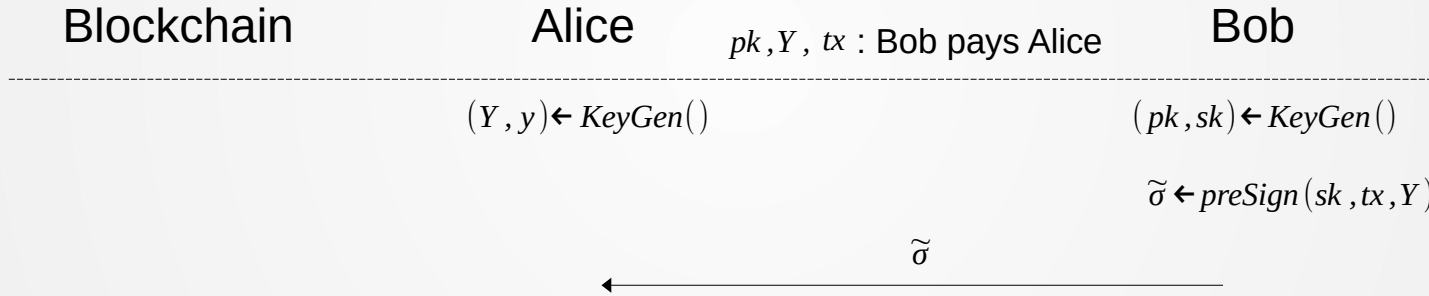 Blockchain Alice pk , Y , tx : Bob pays Alice Bob
(Y , y) ← KeyGen() (pk , sk) ← KeyGen()
σ̃ ← preSign(sk , tx , Y)
σ̃